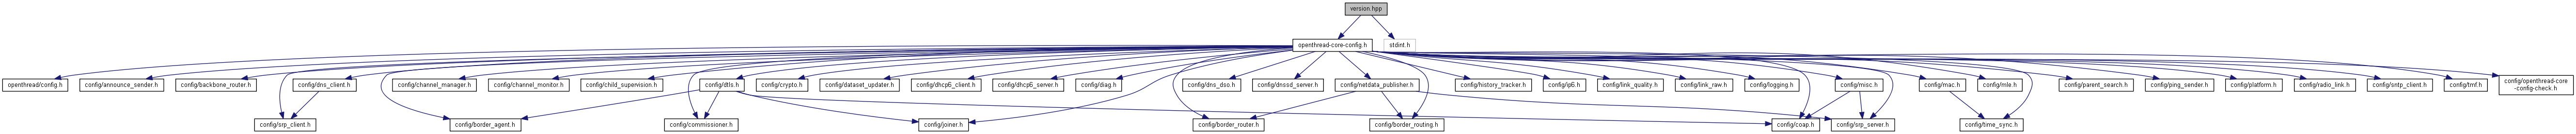 version.hpp
openthread-core-config.h
stdint.h
openthread/config.h
config/announce_sender.h
config/backbone_router.h
config/dns_client.h
config/channel_manager.h
config/channel_monitor.h
config/child_supervision.h
config/dtls.h
config/crypto.h
config/dataset_updater.h
config/dhcp6_client.h
config/dhcp6_server.h
config/diag.h
config/dns_dso.h
config/dnssd_server.h
config/netdata_publisher.h
config/history_tracker.h
config/ip6.h
config/link_quality.h
config/link_raw.h
config/logging.h
config/misc.h
config/mac.h
config/mle.h
config/parent_search.h
config/ping_sender.h
config/platform.h
config/radio_link.h
config/sntp_client.h
config/tmf.h
config/openthread-core
-config-check.h
config/srp_client.h
config/border_agent.h
config/commissioner.h
config/joiner.h
config/border_router.h
config/border_routing.h
config/coap.h
config/srp_server.h
config/time_sync.h